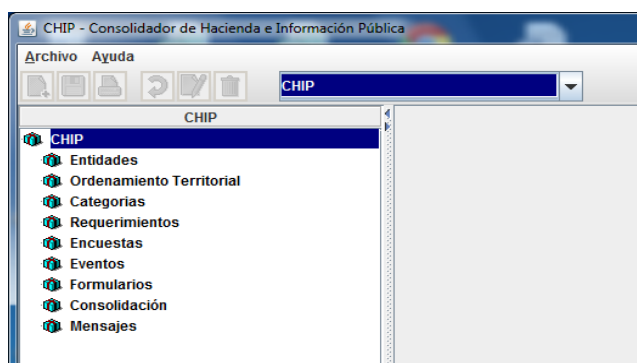 CHIP - Consolidador de Hacienda e Información Pública
Archivo Ayuda
CHIP
CHIP
CHIP
Entidades
Ordenamiento Territorial
Categorias
Requerimientos
Encuestas
Eventos
Formularios
Consolidación
Mensajes